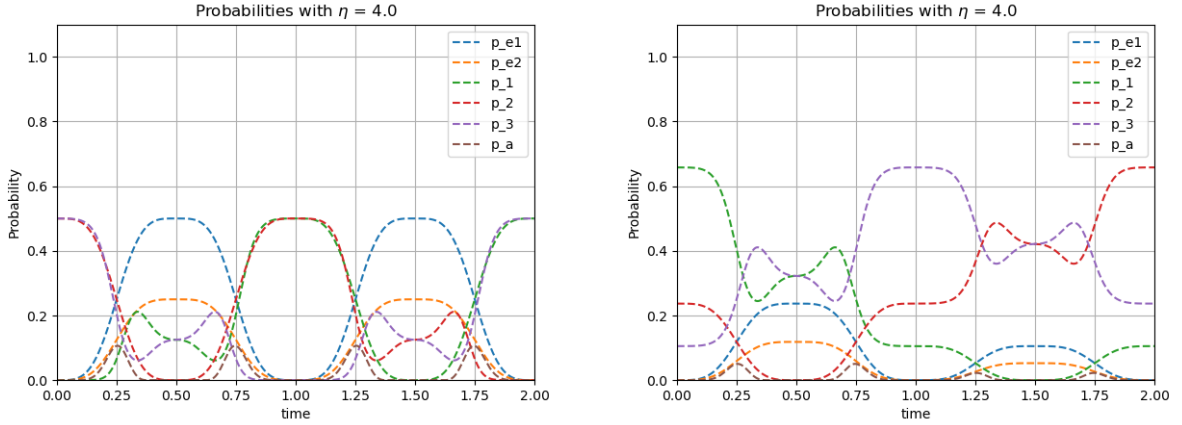 Probabilities with η = 4.0
1.0
0.8
0.6
0.4
0.2
0.0
Probability
p_e1
p_e2
p_1
p_2
p_3
p_a
0.00 0.25 0.50 0.75 1.00 1.25 1.50 1.75 2.00
time
Probabilities with η = 4.0
1.0
0.8
0.6
0.4
0.2
0.0
Probability
p_e1
p_e2
p_1
p_2
p_3
p_a
0.00 0.25 0.50 0.75 1.00 1.25 1.50 1.75 2.00
time